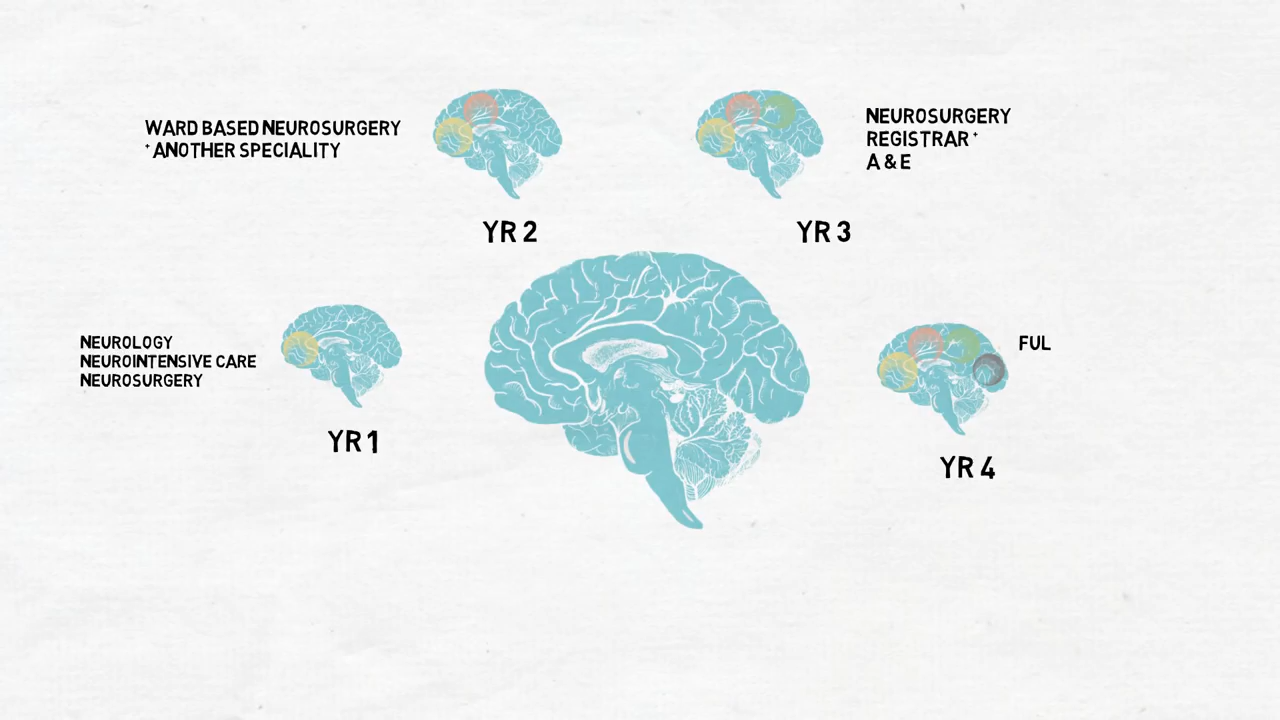 WARD BASED NEUROSURGERY
+ ANOTHER SPECIALITY
YR 2
NEUROSURGERY
REGISTRAR +
A & E
YR 3
NEUROLOGY
NEUROINTENSIVE CARE
NEUROSURGERY
YR 1
FUL
YR 4